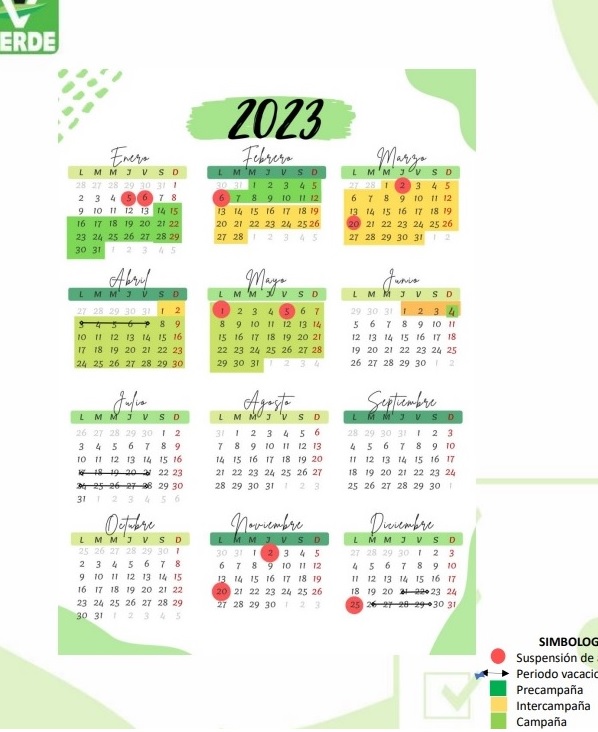 ERDE
2023
Enero
L M M J V S D
26 27 28 29 30 31 1
2 3 4 5 6 7 8
9 10 11 12 13 14 15
16 17 18 19 20 21 22
23 24 25 26 27 28 29
30 31 1 2 3 4 5
Febrero
L M M J V S D
30 31 1 2 3 4 5
6 7 8 9 10 11 12
13 14 15 16 17 18 19
20 21 22 23 24 25 26
27 28 1 2 3 4 5
Marzo
L M M J V S D
27 28 1 2 3 4 5
6 7 8 9 10 11 12
13 14 15 16 17 18 19
20 21 22 23 24 25 26
27 28 29 30 31 1 2
Abril
L M M J V S D
27 28 29 30 31 1 2
3 4 5 6 7 8 9
10 11 12 13 14 15 16
17 18 19 20 21 22 23
24 25 26 27 28 29 30
Mayo
L M M J V S D
1 2 3 4 5 6 7
8 9 10 11 12 13 14
15 16 17 18 19 20 21
22 23 24 25 26 27 28
29 30 31 1 2 3 4
Junio
L M M J V S D
29 30 31 1 2 3 4
5 6 7 8 9 10 11
12 13 14 15 16 17 18
19 20 21 22 23 24 25
26 27 28 29 30 1 2
Julio
L M M J V S D
26 27 28 29 30 1 2
3 4 5 6 7 8 9
10 11 12 13 14 15 16
17 18 19 20 21 22 23
24 25 26 27 28 29 30
31 1 2 3 4 5 6
Agosto
L M M J V S D
31 1 2 3 4 5 6
7 8 9 10 11 12 13
14 15 16 17 18 19 20
21 22 23 24 25 26 27
28 29 30 31 1 2 3
Septiembre
L M M J V S D
28 29 30 31 1 2 3
4 5 6 7 8 9 10
11 12 13 14 15 16 17
18 19 20 21 22 23 24
25 26 27 28 29 30 1
Octubre
L M M J V S D
25 26 27 28 29 30 1
2 3 4 5 6 7 8
9 10 11 12 13 14 15
16 17 18 19 20 21 22
23 24 25 26 27 28 29
30 31 1 2 3 4 5
Noviembre
L M M J V S D
30 31 1 2 3 4 5
6 7 8 9 10 11 12
13 14 15 16 17 18 19
20 21 22 23 24 25 26
27 28 29 30 1 2 3
Diciembre
L M M J V S D
27 28 29 30 1 2 3
4 5 6 7 8 9 10
11 12 13 14 15 16 17
18 19 20 21 22 23 24
25 26 27 28 29 30 31
SIMBOLOG
Suspensión de
Periodo vacacio
Precampaña
Intercampaña
Campaña